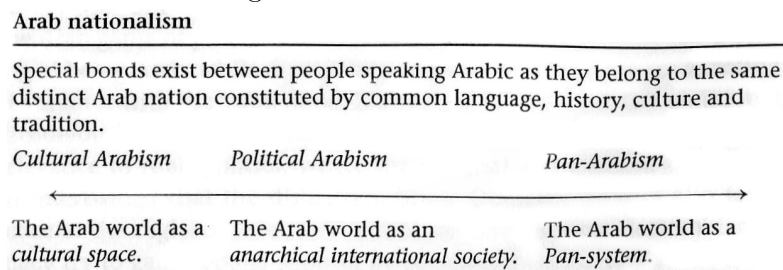 Arab nationalism
Special bonds exist between people speaking Arabic as they belong to the same
distinct Arab nation constituted by common language, history, culture and
tradition.
Cultural Arabism Political Arabism Pan-Arabism
The Arab world as a The Arab world as an The Arab world as a
cultural space. anarchical international society. Pan-system.